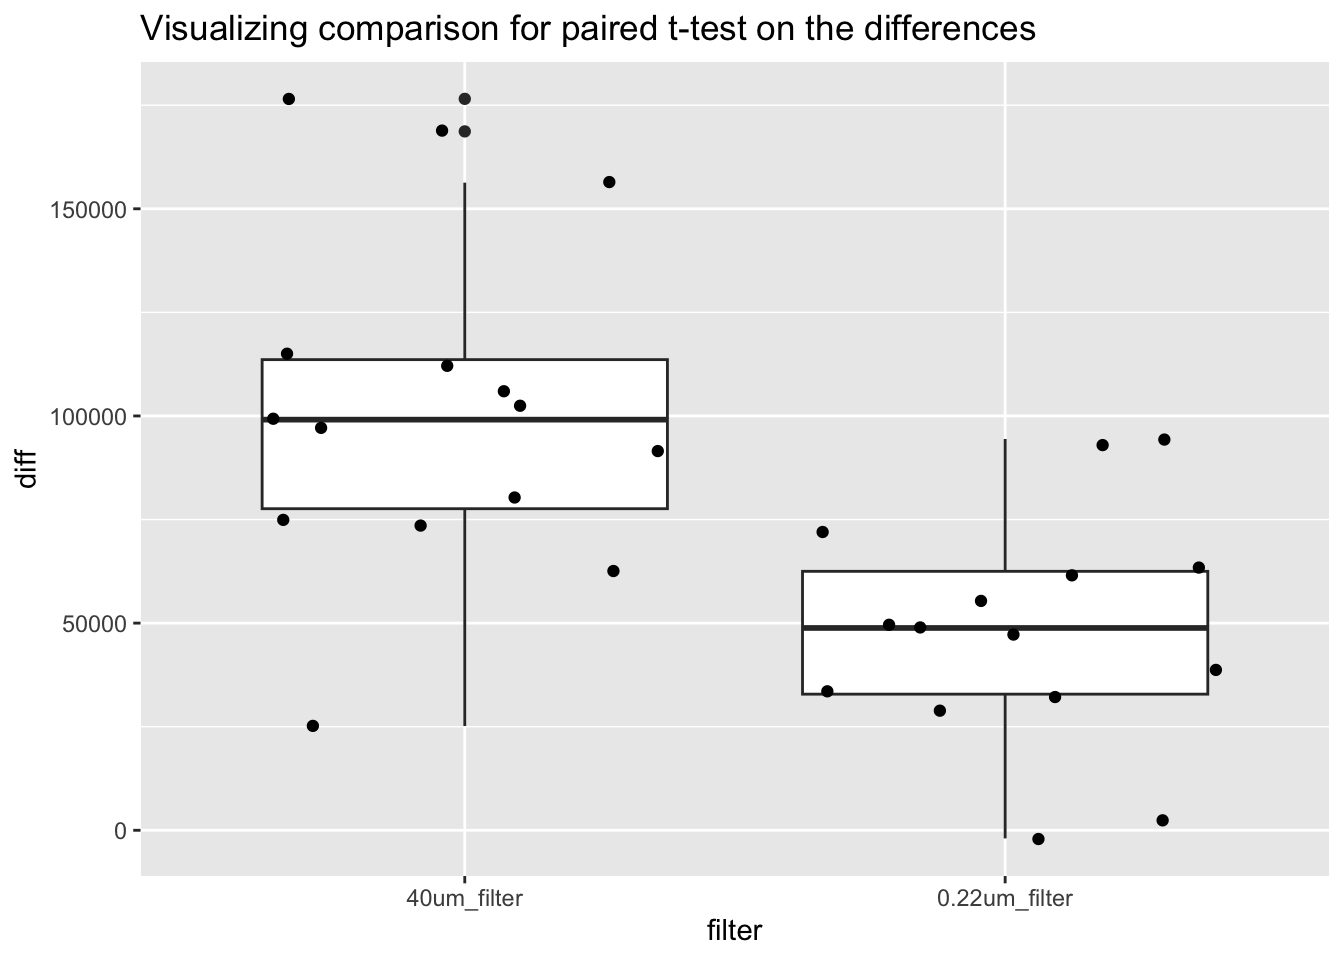 Visualizing comparison for paired t-test on the differences
150000
100000
50000
0
diff
40um_filter
0.22um_filter
filter